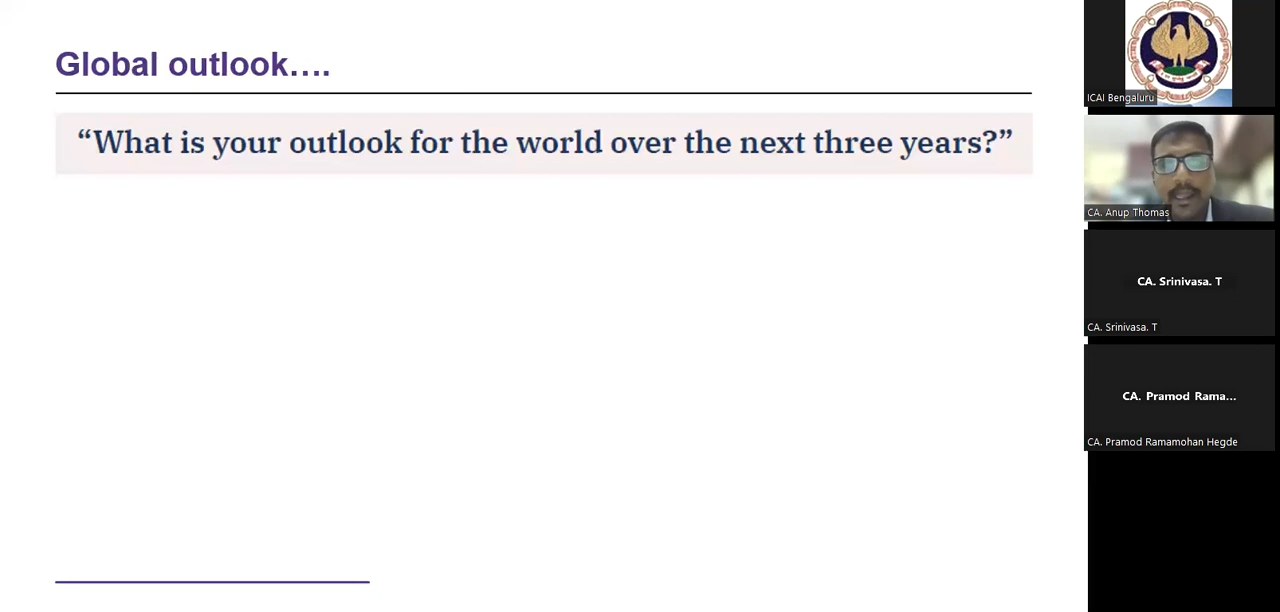 Global outlook….
“What is your outlook for the world over the next three years?”
ICAI Bengaluru
CA. Anup Thomas
CA. Srinivasa. T
CA. Srinivasa. T
CA. Pramod Rama...
CA. Pramod Ramamohan Hegde